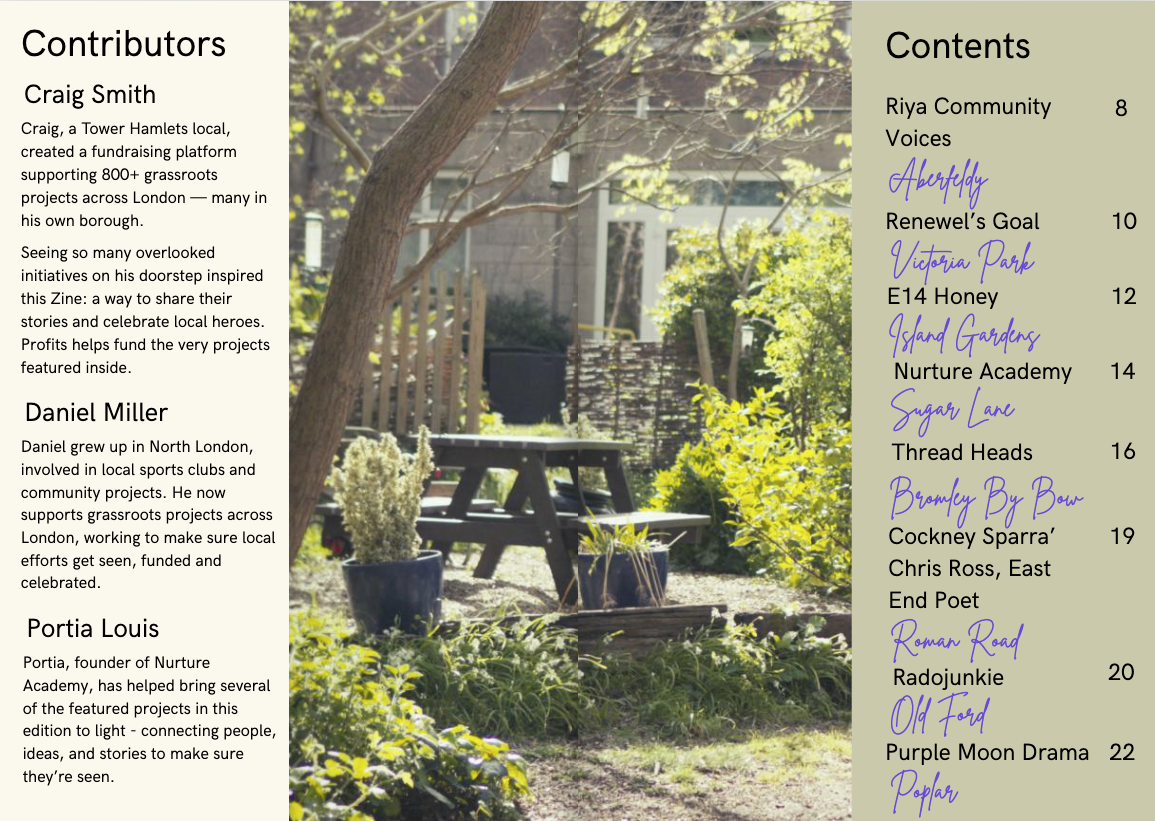 Contributors
Craig Smith
Craig, a Tower Hamlets local,
created a fundraising platform
supporting 800+ grassroots
projects across London — many in
his own borough.
Seeing so many overlooked
initiatives on his doorstep inspired
this Zine: a way to share their
stories and celebrate local heroes.
Profits helps fund the very projects
featured inside.
Daniel Miller
Daniel grew up in North London,
involved in local sports clubs and
community projects. He now
supports grassroots projects across
London, working to make sure local
efforts get seen, funded and
celebrated.
Portia Louis
Portia, founder of Nurture
Academy, has helped bring several
of the featured projects in this
edition to light - connecting people,
ideas, and stories to make sure
they're seen.
Contents
Riya Community 8
Voices
Aberfeldy
Renewel's Goal 10
Victoria Park
E14 Honey 12
Island Gardens
Nurture Academy 14
Sugar Lane
Thread Heads 16
Bromley By Bow
Cockney Sparra' 19
Chris Ross, East
End Poet
Roman Road
Radojunkie 20
Old Ford
Purple Moon Drama 22
Poplar